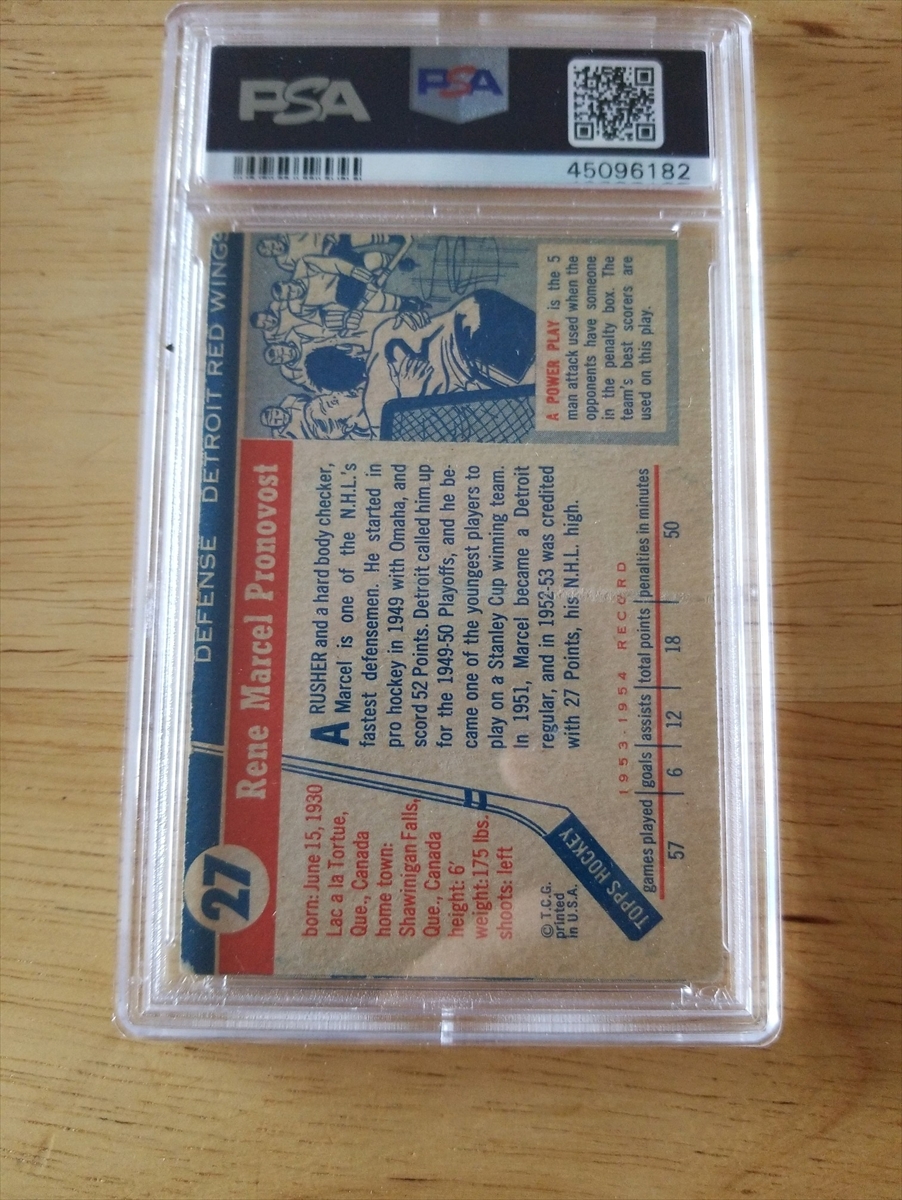 PSA
PSA
45096182
27
DEFENSE DETROIT RED WINGS
Rene Marcel Pronovost
born: June 15, 1930
Lac a la Tortue,
Que., Canada
home town:
Shawinigan Falls,
Que., Canada
height: 6'
weight: 175 lbs.
shoots: left
© T.C.G.
printed
in U.S.A.
TOPPS HOCKEY
A RUSHER and a hard body checker,
Marcel is one of the N.H.L.'s
fastest defensemen. He started in
pro hockey in 1949 with Omaha, and
scord 52 Points. Detroit called him up
for the 1949-50 Playoffs, and he be-
came one of the youngest players to
play on a Stanley Cup winning team.
In 1951, Marcel became a Detroit
regular, and in 1952-53 was credited
with 27 Points, his N.H.L. high.
1953-1954 RECORD
games played goals assists total points penalties in minutes
57 6 12 18 50
A POWER PLAY is the 5
man attack used when the
opponents have someone
in the penalty box. The
team's best scorers are
used on this play.